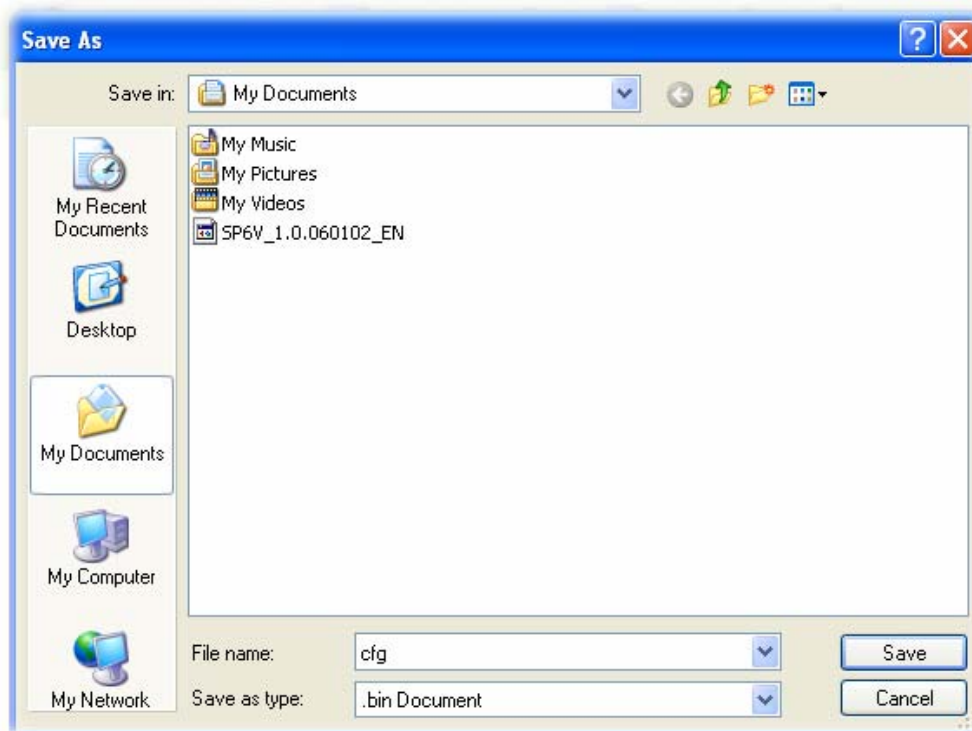 Save As
Save in:
My Documents
My Recent
Documents
Desktop
My Documents
My Computer
My Network
My Music
My Pictures
My Videos
SP6V_1.0.060102_EN
File name:
cfg
Save
Save as type:
.bin Document
Cancel